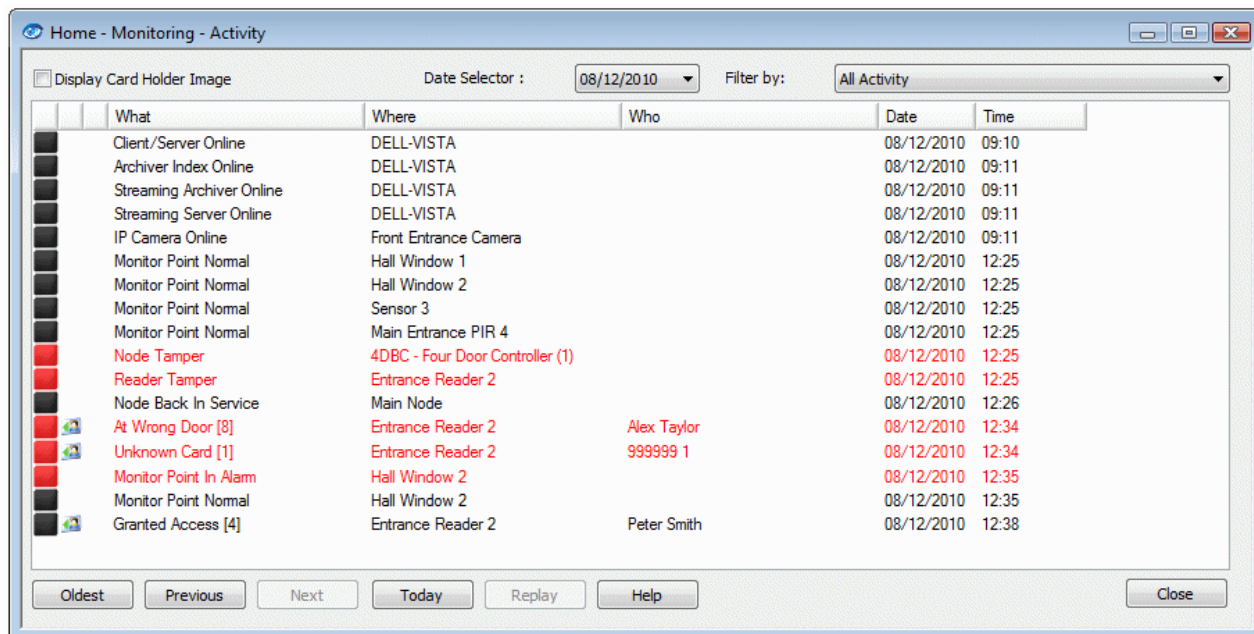 Home - Monitoring - Activity
Display Card Holder Image Date Selector : 08/12/2010 Filter by: All Activity
What Where Who Date Time
Client/Server Online DELL-VISTA 08/12/2010 09:10
Archiver Index Online DELL-VISTA 08/12/2010 09:11
Streaming Archiver Online DELL-VISTA 08/12/2010 09:11
Streaming Server Online DELL-VISTA 08/12/2010 09:11
IP Camera Online Front Entrance Camera 08/12/2010 09:11
Monitor Point Normal Hall Window 1 08/12/2010 12:25
Monitor Point Normal Hall Window 2 08/12/2010 12:25
Monitor Point Normal Sensor 3 08/12/2010 12:25
Monitor Point Normal Main Entrance PIR 4 08/12/2010 12:25
Node Tamper 4DBC - Four Door Controller (1) 08/12/2010 12:25
Reader Tamper Entrance Reader 2 08/12/2010 12:25
Node Back In Service Main Node 08/12/2010 12:26
At Wrong Door [8] Entrance Reader 2 Alex Taylor 08/12/2010 12:34
Unknown Card [1] Entrance Reader 2 999999 1 08/12/2010 12:34
Monitor Point In Alarm Hall Window 2 08/12/2010 12:35
Monitor Point Normal Hall Window 2 08/12/2010 12:35
Granted Access [4] Entrance Reader 2 Peter Smith 08/12/2010 12:38
Oldest Previous Next Today Replay Help Close